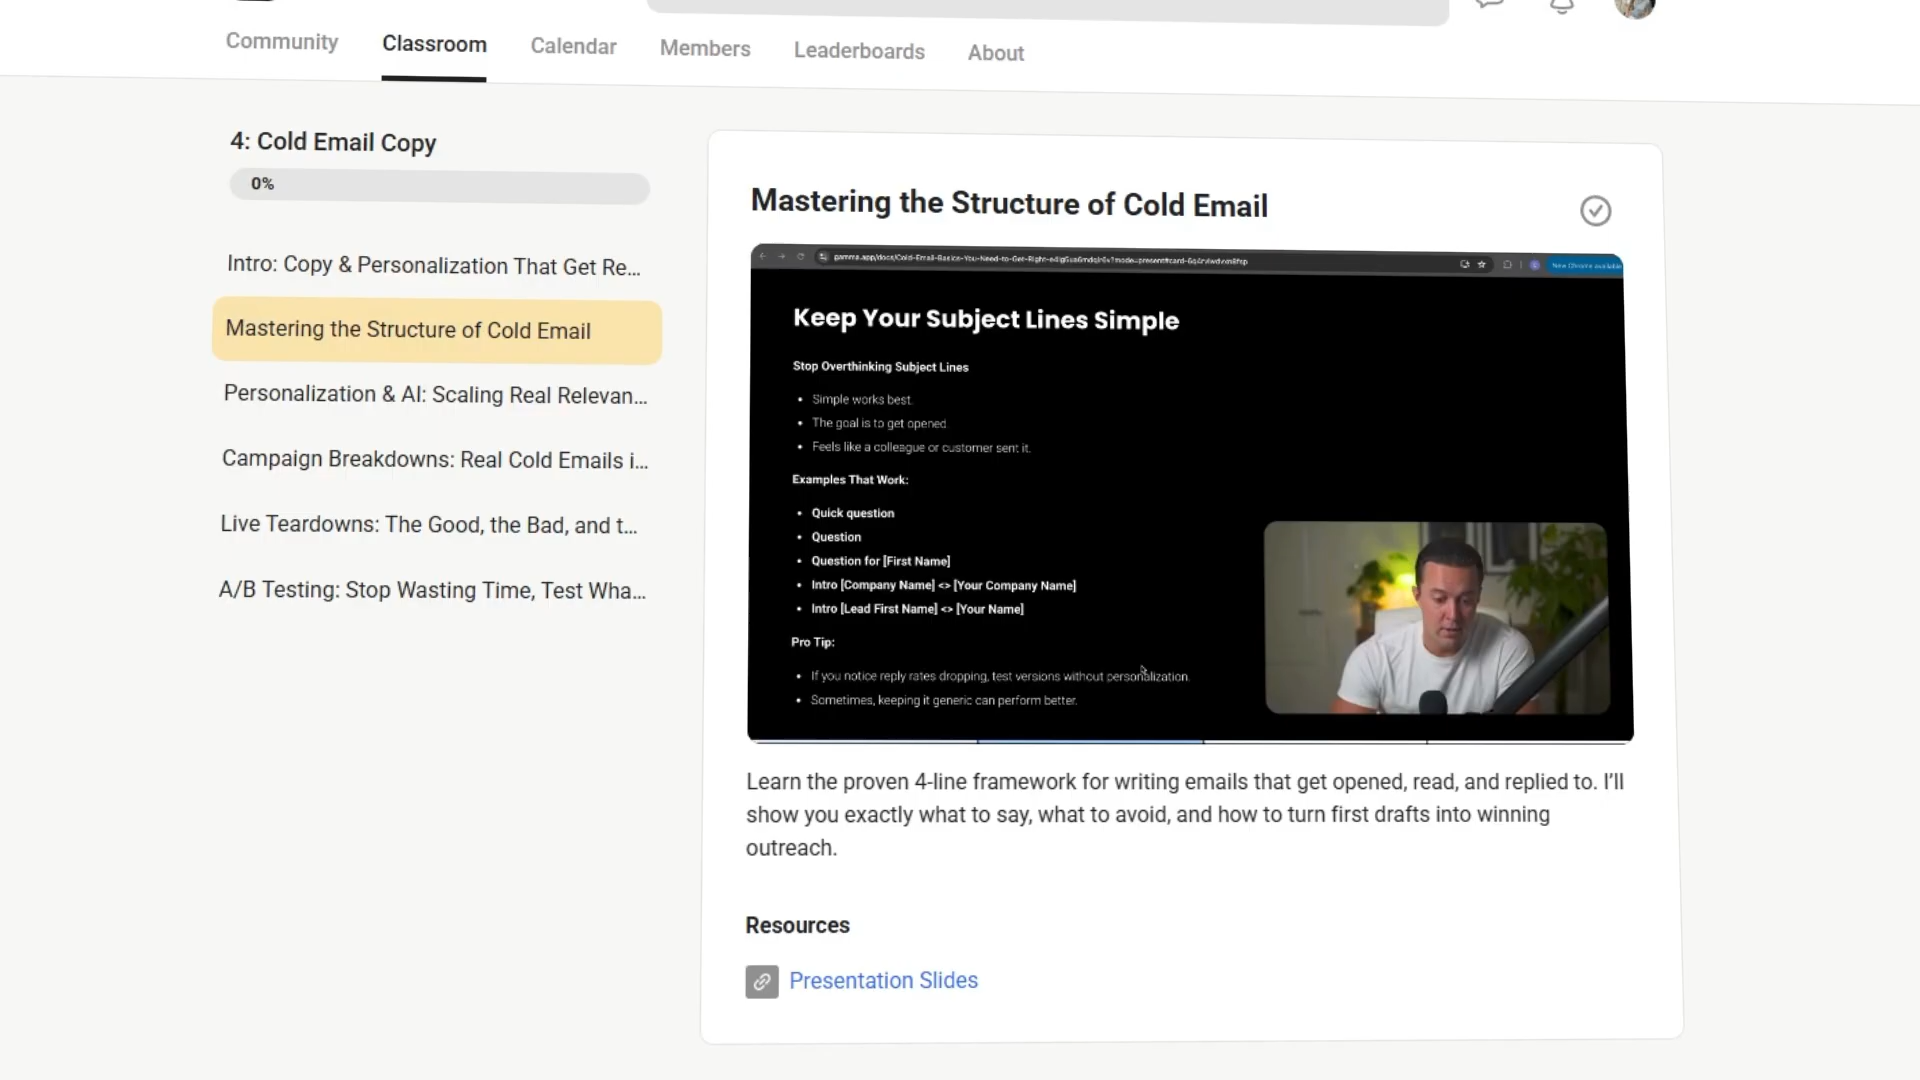 Community
Classroom
Calendar
Members
Leaderboards
About
4: Cold Email Copy
0%
Intro: Copy & Personalization That Get Re...
Mastering the Structure of Cold Email
Personalization & AI: Scaling Real Relevan...
Campaign Breakdowns: Real Cold Emails i...
Live Teardowns: The Good, the Bad, and t...
A/B Testing: Stop Wasting Time, Test Wha...
Mastering the Structure of Cold Email
New Chrome available
Keep Your Subject Lines Simple
Stop Overthinking Subject Lines
• Simple works best.
• The goal is to get opened
• Feels like a colleague or customer sent it.
Examples That Work:
• Quick question
• Question
• Question for [First Name]
• Intro [Company Name] <> [Your Company Name]
• Intro [Lead First Name] <> [Your Name]
Pro Tip:
• If you notice reply rates dropping, test versions without personalization.
• Sometimes, keeping it generic can perform better.
Learn the proven 4-line framework for writing emails that get opened, read, and replied to. I'll
show you exactly what to say, what to avoid, and how to turn first drafts into winning
outreach.
Resources
Presentation Slides